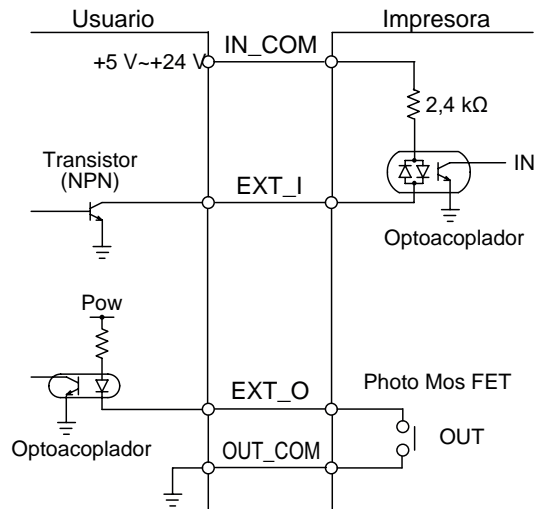 Usuario
Impresora
IN_COM
+5 V~+24 V
2,4 kΩ
Transistor
(NPN)
IN
EXT_I
Optoacoplador
Pow
EXT_O
Photo Mos FET
OUT
Optoacoplador
OUT_COM